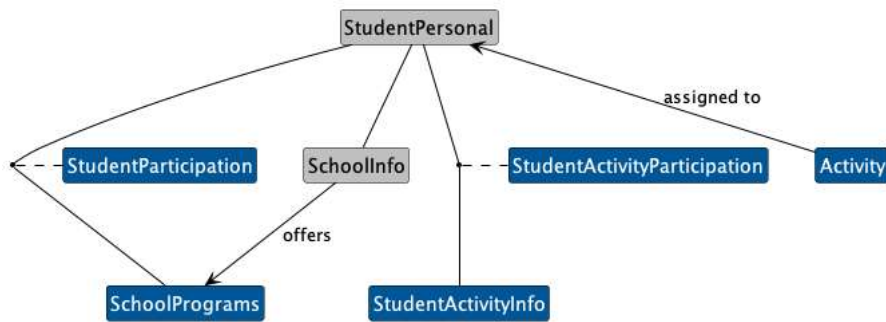 StudentPersonal
assigned to
StudentParticipation
SchoolInfo
StudentActivityParticipation
Activity
offers
SchoolPrograms
StudentActivityInfo